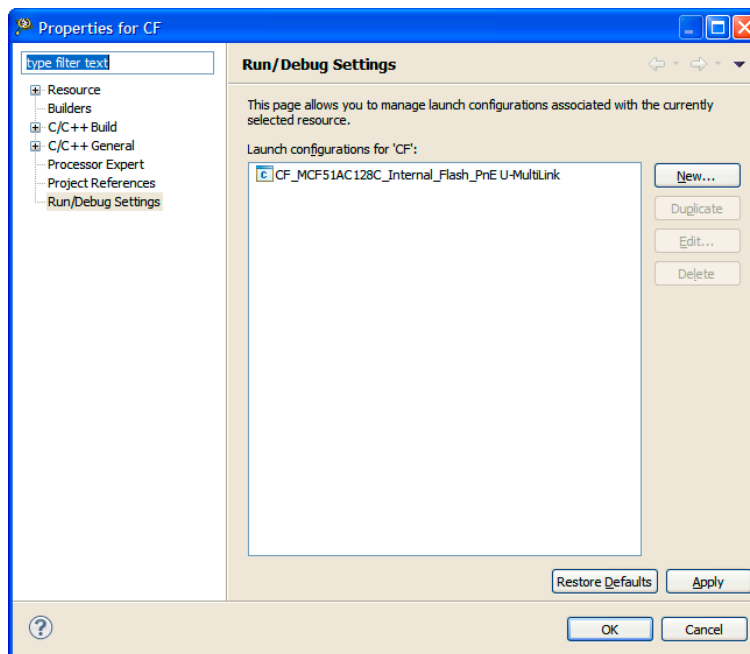 Properties for CF
type filter text
Resource
Builders
C/C++ Build
C/C++ General
Processor Expert
Project References
Run/Debug Settings
Run/Debug Settings
This page allows you to manage launch configurations associated with the currently
selected resource.
Launch configurations for 'CF':
CF_MCF51AC128C_Internal_Flash_PnE U-MultiLink
New...
Duplicate
Edit...
Delete
Restore Defaults
Apply
OK
Cancel